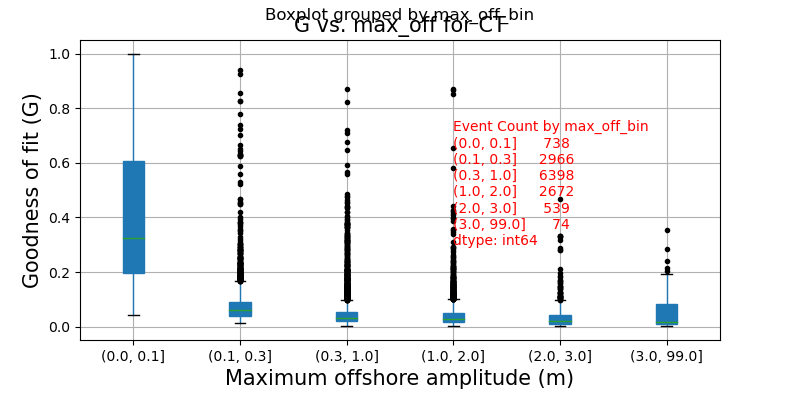 Boxplot grouped by max_off_bin
G vs. max_off for CT
Goodness of fit (G)
1.0
0.8
0.6
0.4
0.2
0.0
Event Count by max_off_bin
(0.0, 0.1] 738
(0.1, 0.3] 2966
(0.3, 1.0] 6398
(1.0, 2.0] 2672
(2.0, 3.0] 539
(3.0, 99.0] 74
dtype: int64
(0.0, 0.1] (0.1, 0.3] (0.3, 1.0] (1.0, 2.0] (2.0, 3.0] (3.0, 99.0]
Maximum offshore amplitude (m)